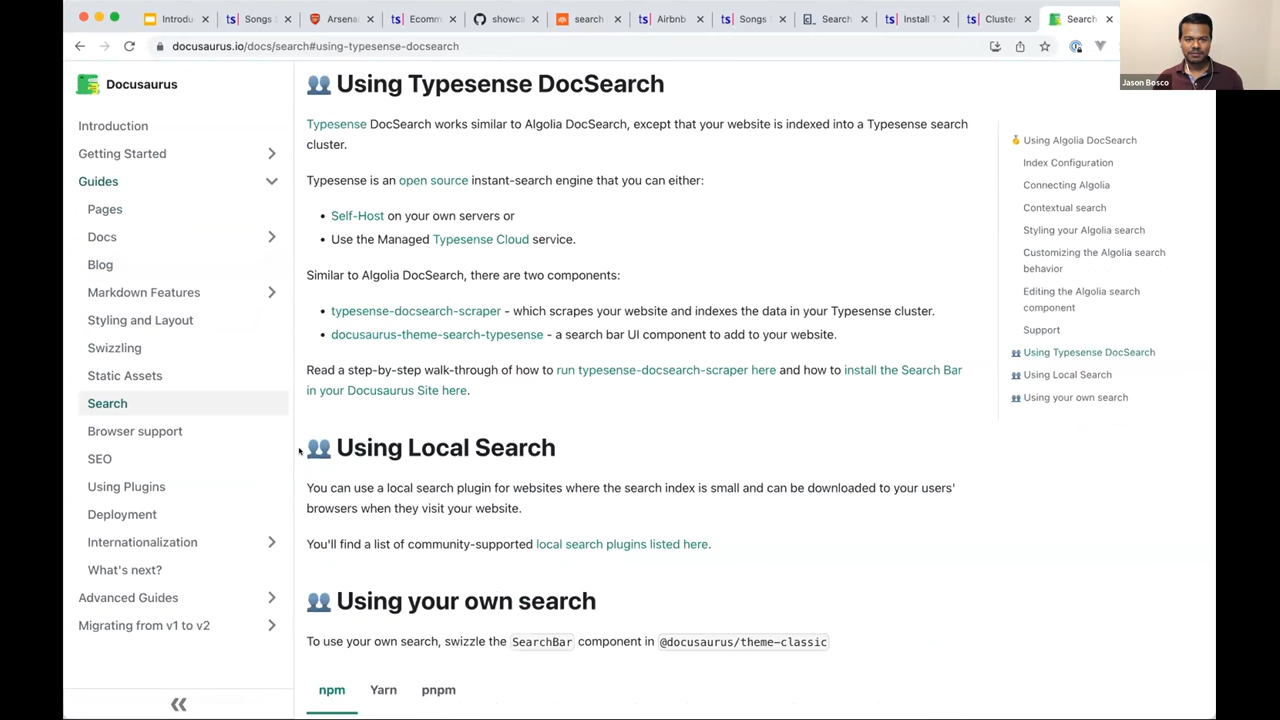 Introdu
Songs
Arsenal
Ecomm
showca
search
Airbnb
Songs
Search
Install T
Cluster
Search
docusaurus.io/docs/search#using-typesense-docsearch
Jason Bosco
Docusaurus
Introduction
Getting Started
Guides
Pages
Docs
Blog
Markdown Features
Styling and Layout
Swizzling
Static Assets
Search
Browser support
SEO
Using Plugins
Deployment
Internationalization
What's next?
Advanced Guides
Migrating from v1 to v2
Using Typesense DocSearch
Typesense DocSearch works similar to Algolia DocSearch, except that your website is indexed into a Typesense search
cluster.
Typesense is an open source instant-search engine that you can either:
• Self-Host on your own servers or
• Use the Managed Typesense Cloud service.
Similar to Algolia DocSearch, there are two components:
• typesense-docsearch-scraper - which scrapes your website and indexes the data in your Typesense cluster.
• docusaurus-theme-search-typesense - a search bar UI component to add to your website.
Read a step-by-step walk-through of how to run typesense-docsearch-scraper here and how to install the Search Bar
in your Docusaurus Site here.
Using Local Search
You can use a local search plugin for websites where the search index is small and can be downloaded to your users'
browsers when they visit your website.
You'll find a list of community-supported local search plugins listed here.
Using your own search
To use your own search, swizzle the SearchBar component in @docusaurus/theme-classic
npm Yarn pnpm
Using Algolia DocSearch
Index Configuration
Connecting Algolia
Contextual search
Styling your Algolia search
Customizing the Algolia search
behavior
Editing the Algolia search
component
Support
Using Typesense DocSearch
Using Local Search
Using your own search